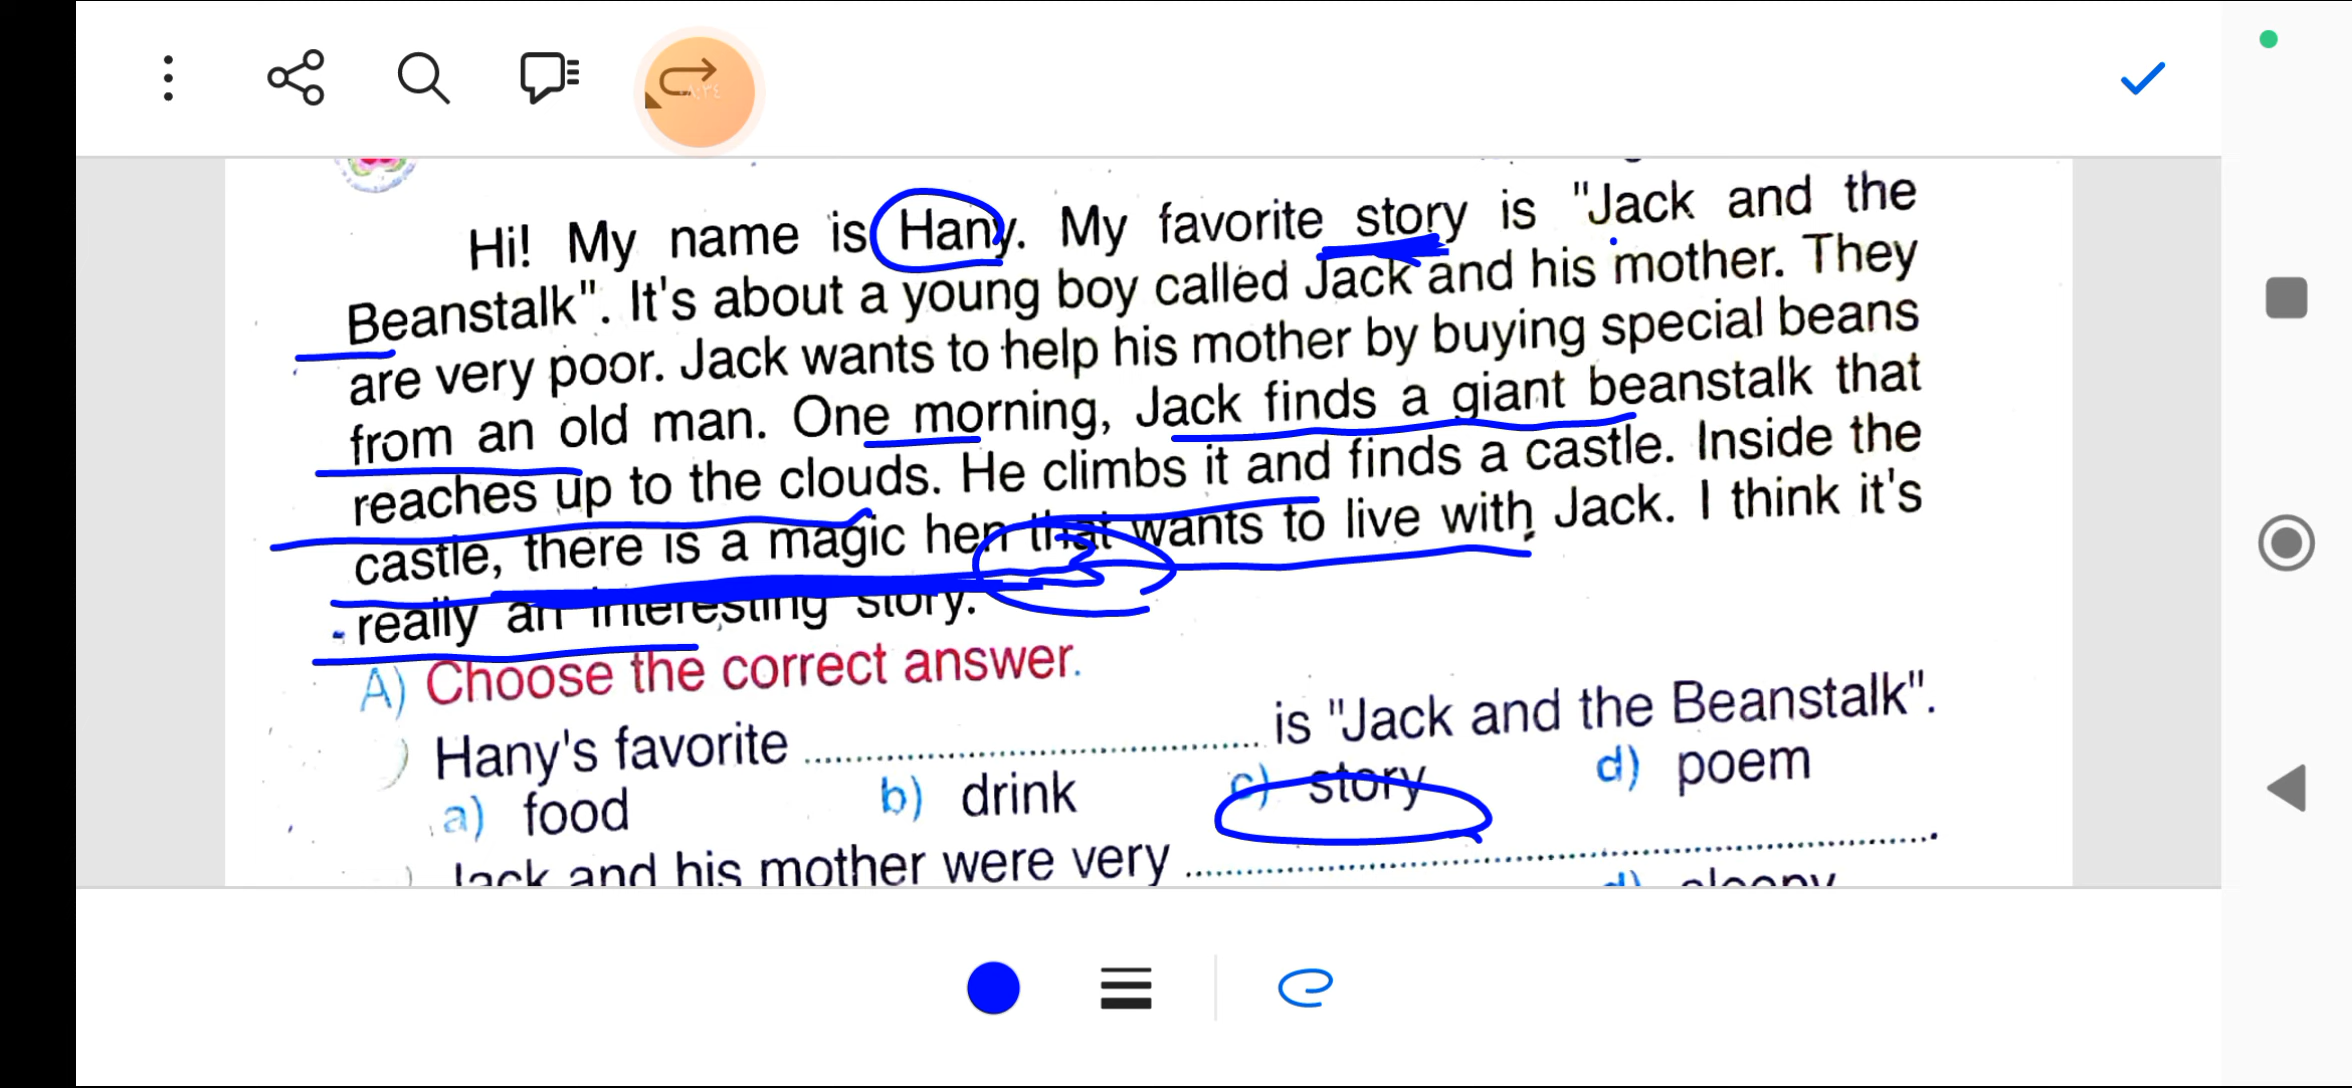 Hi! My name is Hany. My favorite story is "Jack and the
Beanstalk". It's about a young boy called Jack and his mother. They
are very poor. Jack wants to help his mother by buying special beans
from an old man. One morning, Jack finds a giant beanstalk that
reaches up to the clouds. He climbs it and finds a castle. Inside the
castle, there is a magic hen that wants to live with Jack. I think it's
really an interesting story.
A) Choose the correct answer.
Hany's favorite ........................................ is "Jack and the Beanstalk".
a) food b) drink c) story d) poem
Jack and his mother were very ........................................
d) sleepy